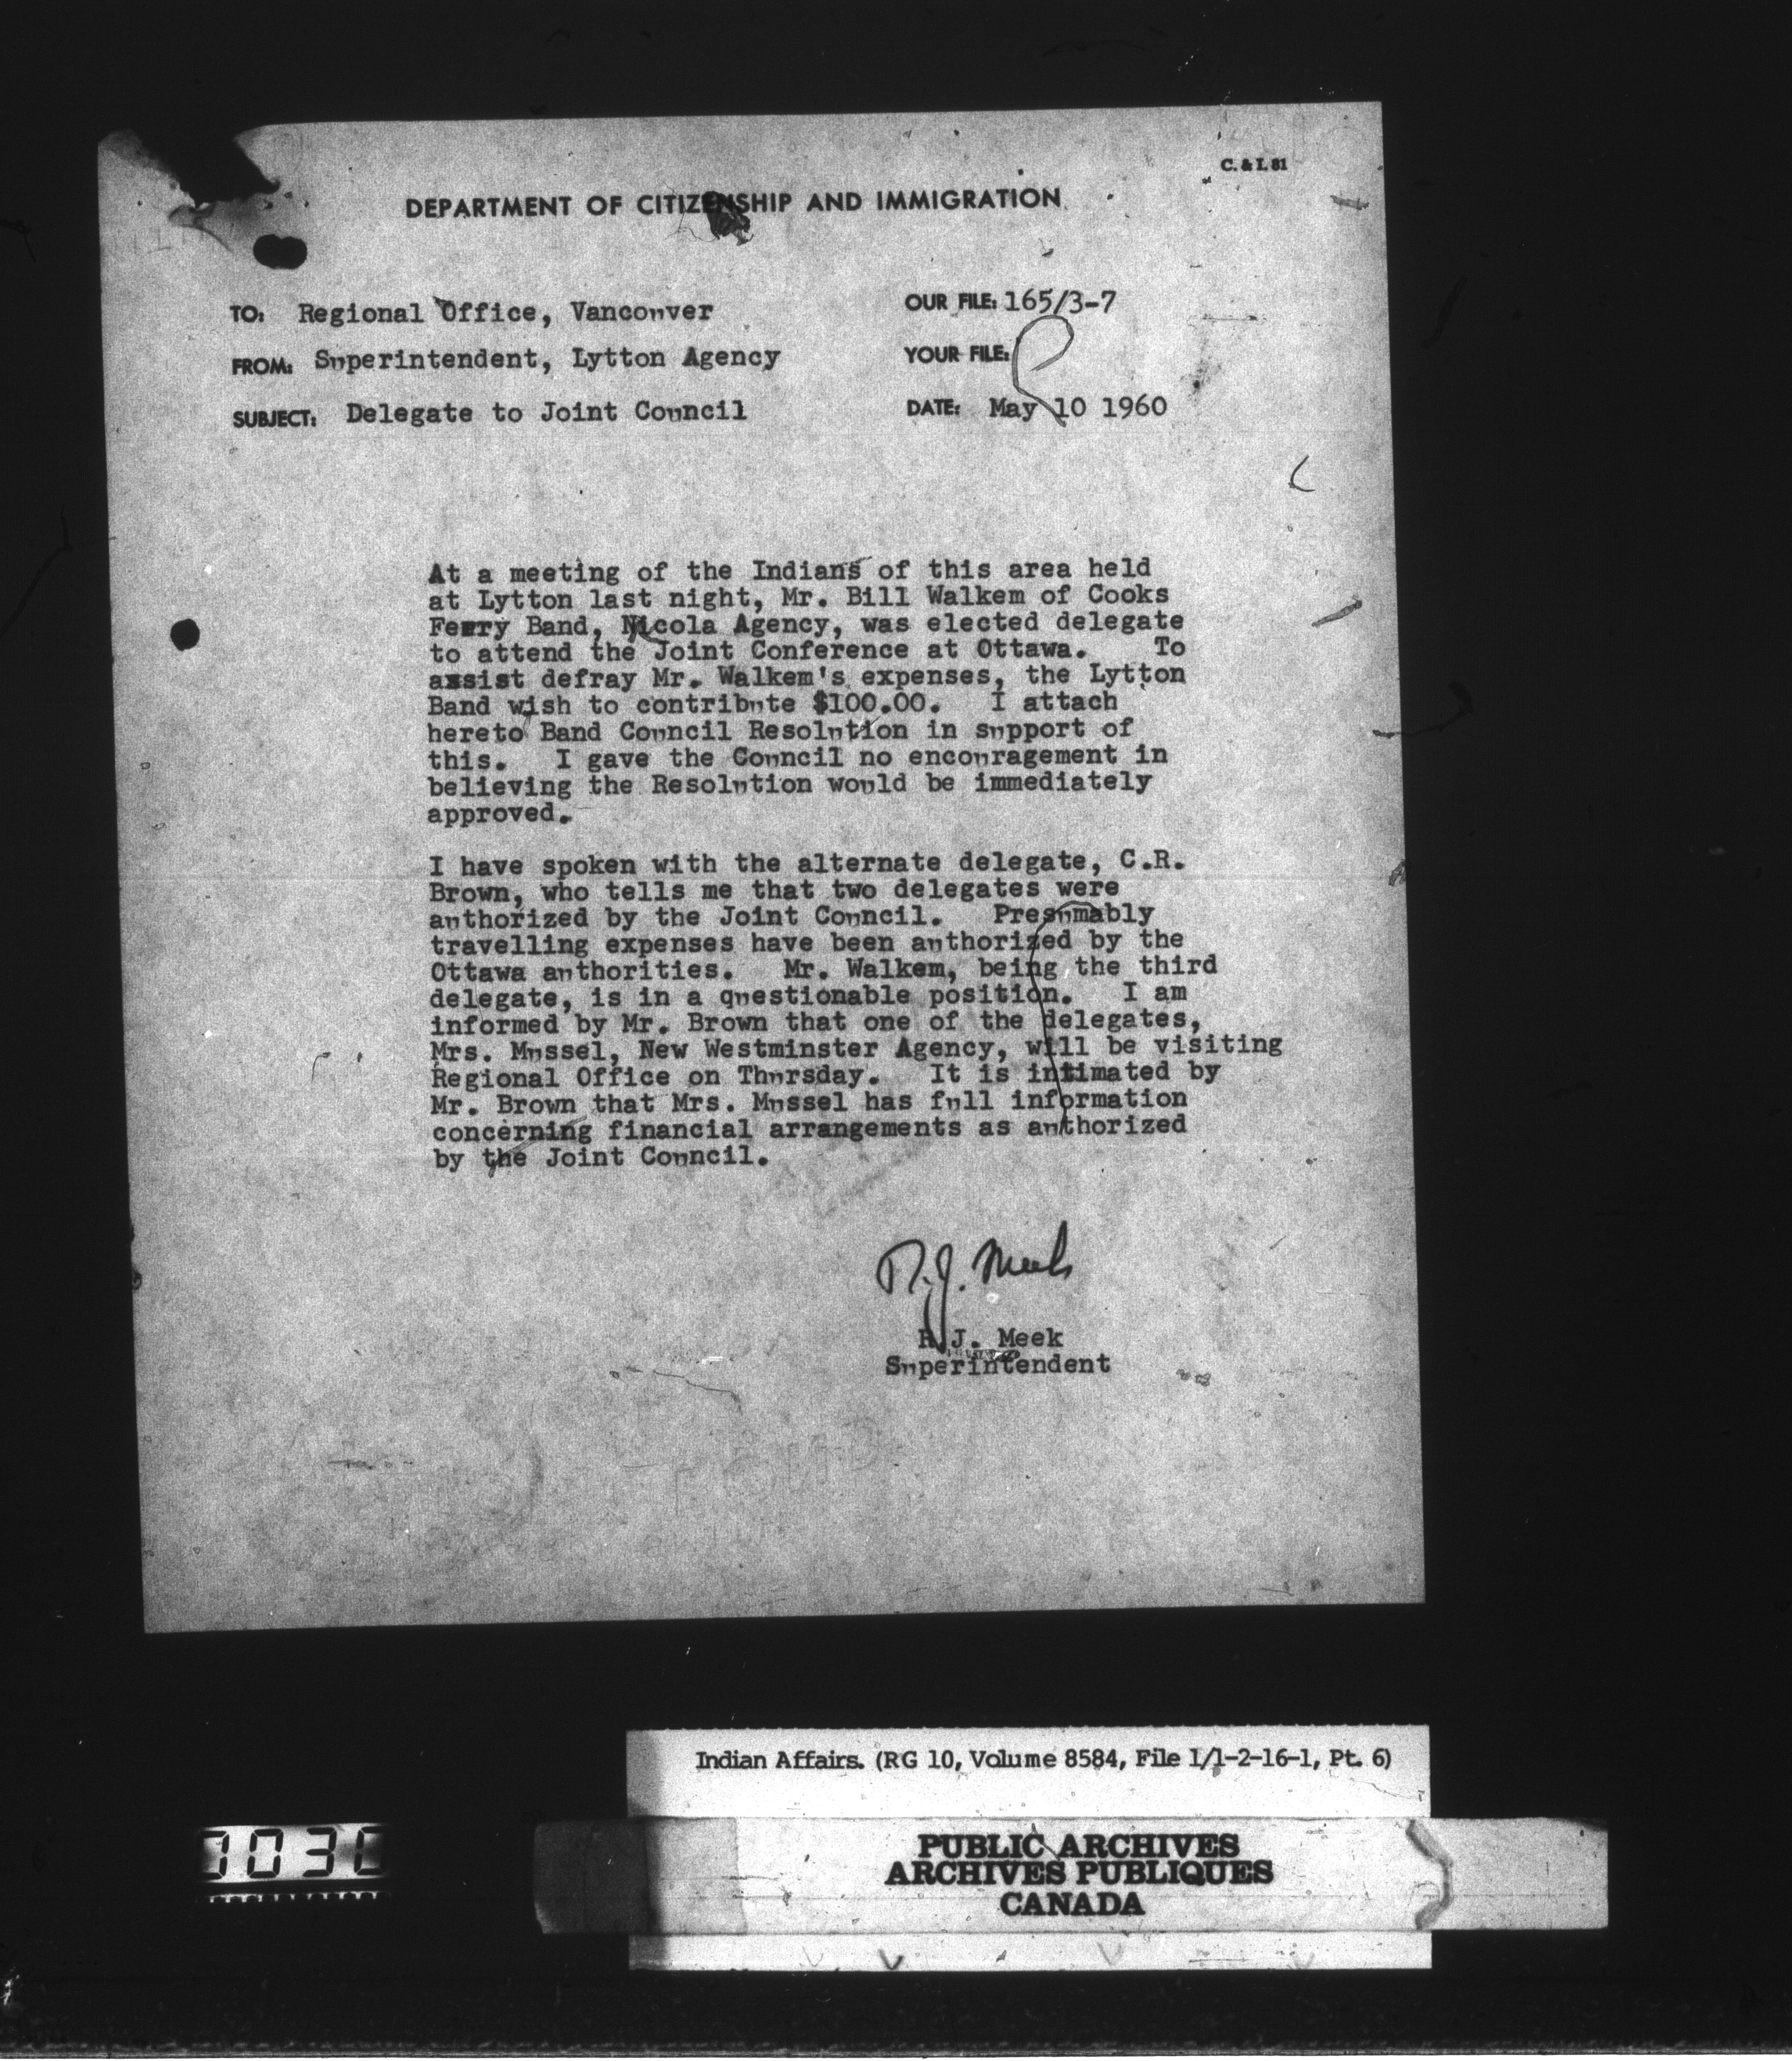 C. & I. 81
DEPARTMENT OF CITIZENSHIP AND IMMIGRATION
TO: Regional Office, Vancouver
OUR FILE: 165/3-7
FROM: Superintendent, Lytton Agency
YOUR FILE:
SUBJECT: Delegate to Joint Council
DATE: May 10 1960
At a meeting of the Indians of this area held
at Lytton last night, Mr. Bill Walkem of Cooks
Ferry Band, Nicola Agency, was elected delegate
to attend the Joint Conference at Ottawa. To
assist defray Mr. Walkem's expenses, the Lytton
Band wish to contribute $100.00. I attach
hereto Band Council Resolution in support of
this. I gave the Council no encouragement in
believing the Resolution would be immediately
approved.
I have spoken with the alternate delegate, C.R.
Brown, who tells me that two delegates were
authorized by the Joint Council. Presumably
travelling expenses have been authorized by the
Ottawa authorities. Mr. Walkem, being the third
delegate, is in a questionable position. I am
informed by Mr. Brown that one of the delegates,
Mrs. Mussel, New Westminster Agency, will be visiting
Regional Office on Thursday. It is intimated by
Mr. Brown that Mrs. Mussel has full information
concerning financial arrangements as authorized
by the Joint Council.
R.J. Meek
R.J. Meek
Superintendent
Indian Affairs. (RG 10, Volume 8584, File 1/1-2-16-1, Pt. 6)
PUBLIC ARCHIVES
ARCHIVES PUBLIQUES
CANADA